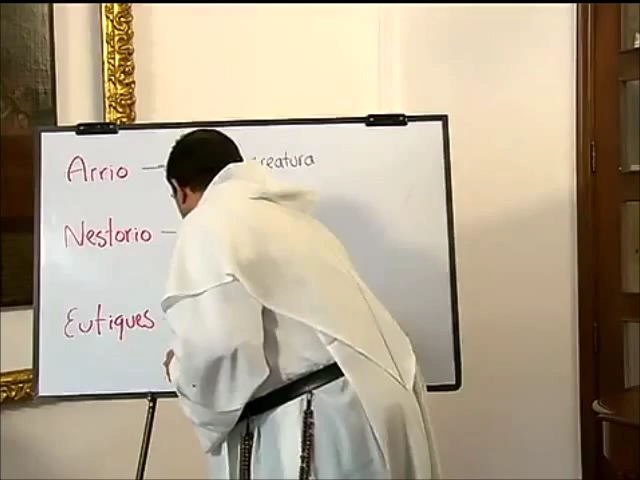 Arrio — creatura
Nestorio —
Eutiques